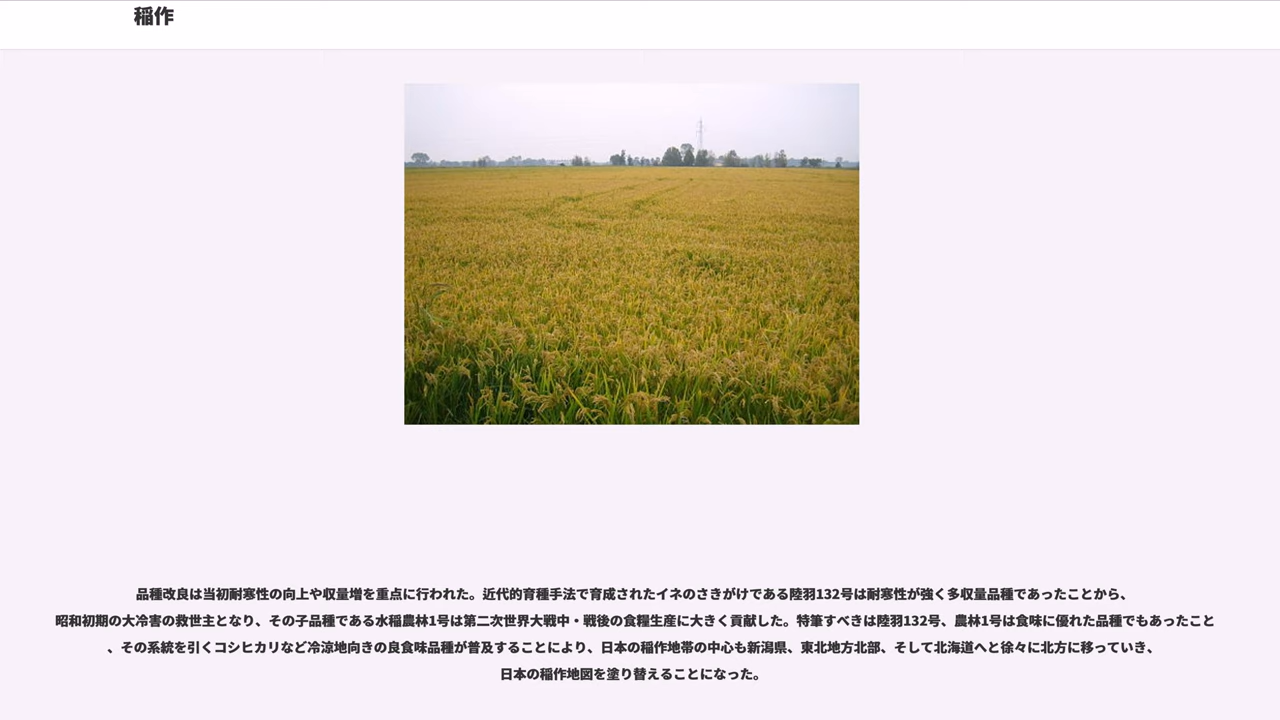 稲作
品種改良は当初耐寒性の向上や収量増を重点に行われた。近代的育種手法で育成されたイネのさきがけである陸羽132号は耐寒性が強く多収量品種であったことから、
昭和初期の大冷害の救世主となり、その子品種である水稲農林1号は第二次世界大戦中・戦後の食糧生産に大きく貢献した。特筆すべきは陸羽132号、農林1号は食味に優れた品種でもあったこと
、その系統を引くコシヒカリなど冷涼地向きの良食味品種が普及することにより、日本の稲作地帯の中心も新潟県、東北地方北部、そして北海道へと徐々に北方に移っていき、
日本の稲作地図を塗り替えることになった。